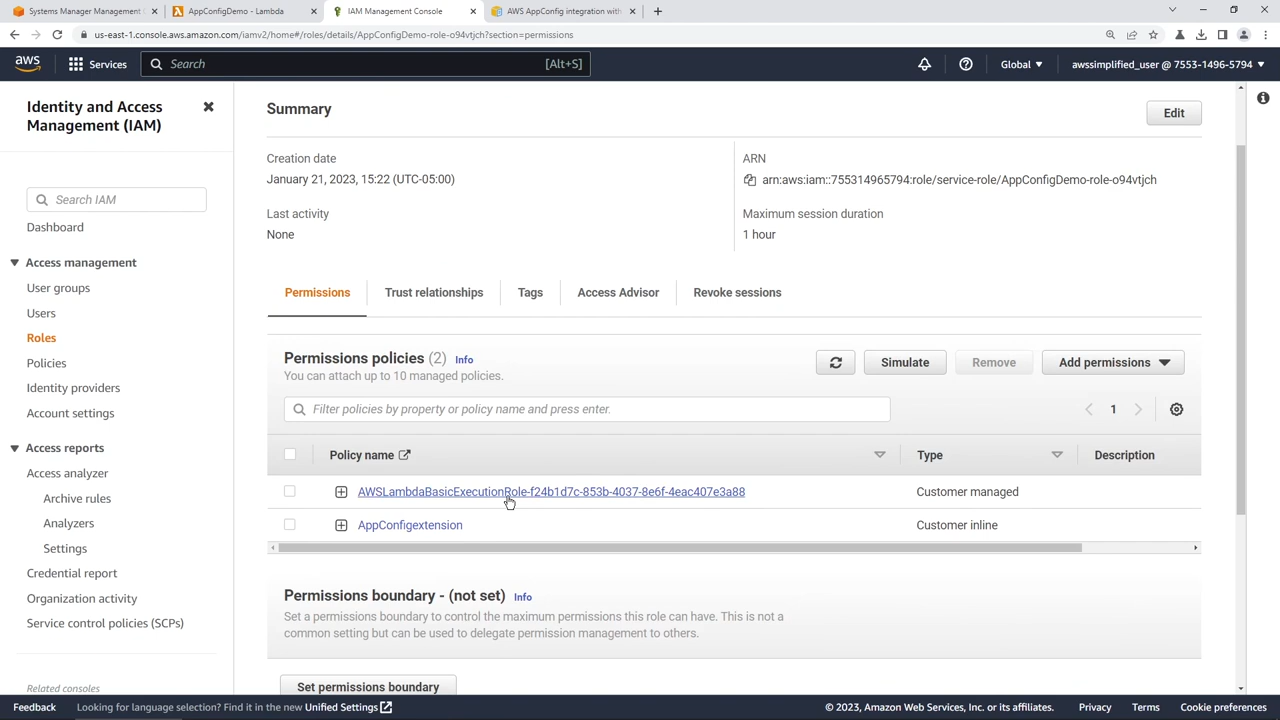 Systems Manager Management
AppConfigDemo - Lambda
IAM Management Console
AWS AppConfig integration with
us-east-1.console.aws.amazon.com/iamv2/home#/roles/details/AppConfigDemo-role-o94vtjch?section=permissions
aws
Services
Search
[Alt+S]
Global
awssimplified_user @ 7553-1496-5794
Identity and Access
Management (IAM)
Search IAM
Dashboard
Access management
User groups
Users
Roles
Policies
Identity providers
Account settings
Access reports
Access analyzer
Archive rules
Analyzers
Settings
Credential report
Organization activity
Service control policies (SCPs)
Related consoles
Summary
Edit
Creation date
January 21, 2023, 15:22 (UTC-05:00)
ARN
arn:aws:iam::755314965794:role/service-role/AppConfigDemo-role-o94vtjch
Last activity
None
Maximum session duration
1 hour
Permissions
Trust relationships
Tags
Access Advisor
Revoke sessions
Permissions policies (2) Info
You can attach up to 10 managed policies.
Simulate
Remove
Add permissions
Filter policies by property or policy name and press enter.
1
Policy name
Type
Description
AWSLambdaBasicExecutionRole-f24b1d7c-853b-4037-8e6f-4eac407e3a88
Customer managed
AppConfigextension
Customer inline
Permissions boundary - (not set) Info
Set a permissions boundary to control the maximum permissions this role can have. This is not a
common setting but can be used to delegate permission management to others.
Set permissions boundary
Feedback
Looking for language selection? Find it in the new Unified Settings
© 2023, Amazon Web Services, Inc. or its affiliates.
Privacy
Terms
Cookie preferences